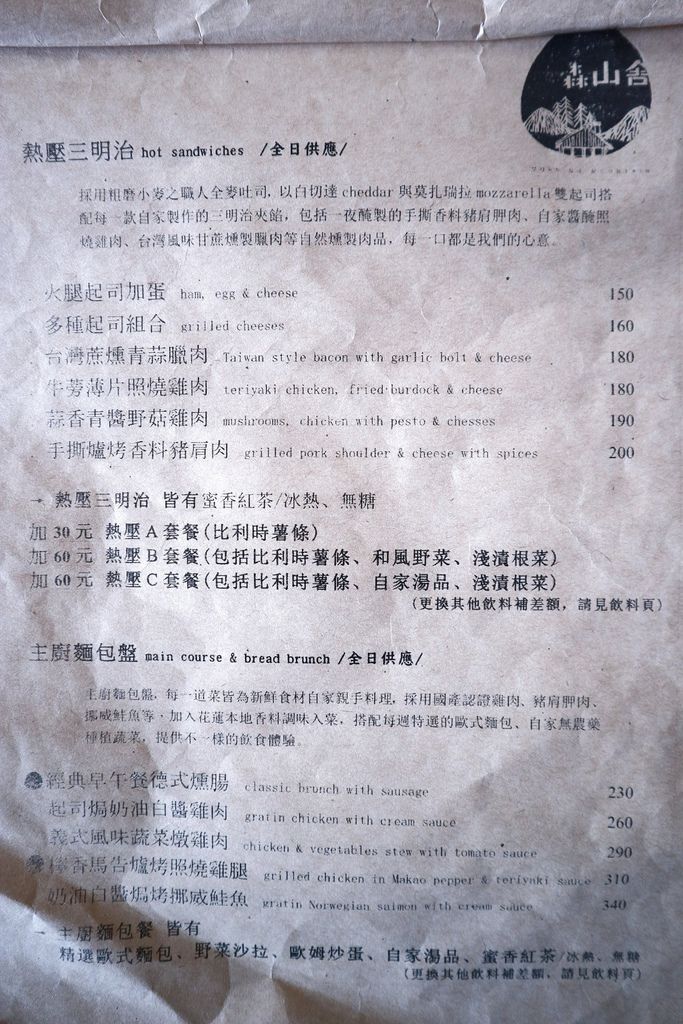 森山舍
熱壓三明治 hot sandwiches /全日供應/
採用粗磨小麥之職人全麥吐司，以白切達 cheddar 與莫扎瑞拉 mozzarella 雙起司搭
配每一款自家製作的三明治夾餡，包括一夜醃製的手撕香料豬肩胛肉、自家醬醃照
燒雞肉、台灣風味甘蔗燻製臘肉等自然燻製肉品，每一口都是我們的心意。
火腿起司加蛋 ham, egg & cheese 150
多種起司組合 grilled cheeses 160
台灣蔗燻青蒜臘肉 Taiwan style bacon with garlic bolt & cheese 180
牛蒡薄片照燒雞肉 teriyaki chicken, fried burdock & cheese 180
蒜香青醬野菇雞肉 mushrooms, chicken with pesto & chesses 190
手撕爐烤香料豬肩肉 grilled pork shoulder & cheese with spices 200
→ 熱壓三明治 皆有蜜香紅茶/冰熱、無糖
加 30 元 熱壓 A 套餐(比利時薯條)
加 60 元 熱壓 B 套餐(包括比利時薯條、和風野菜、淺漬根菜)
加 60 元 熱壓 C 套餐(包括比利時薯條、自家湯品、淺漬根菜)
(更換其他飲料補差額，請見飲料頁)
主廚麵包盤 main course & bread brunch /全日供應/
主廚麵包盤，每一道菜皆為新鮮食材自家親手料理，採用國產認證雞肉、豬肩胛肉、
挪威鮭魚等，加入花蓮本地香料調味入菜，搭配每週特選的歐式麵包、自家無農藥
種植蔬菜，提供不一樣的飲食體驗。
經典早午餐德式燻腸 classic brunch with sausage 230
起司焗奶油白醬雞肉 gratin chicken with cream sauce 260
義式風味蔬菜燉雞肉 chicken & vegetables stew with tomato sauce 290
椿香馬告爐烤照燒雞腿 grilled chicken in Makao pepper & teriyaki sauce 310
奶油白醬焗烤挪威鮭魚 gratin Norwegian salmon with cream sauce 340
→ 主廚麵包餐 皆有
精選歐式麵包、野菜沙拉、歐姆炒蛋、自家湯品、蜜香紅茶/冰熱、無糖
(更換其他飲料補差額，請見飲料頁)